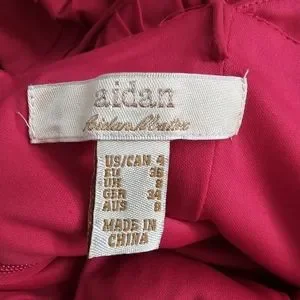 aidan
Aidan Mattox
US/CAN 4
EU 36
UK 8
GER 34
AUS 8
MADE IN
CHINA